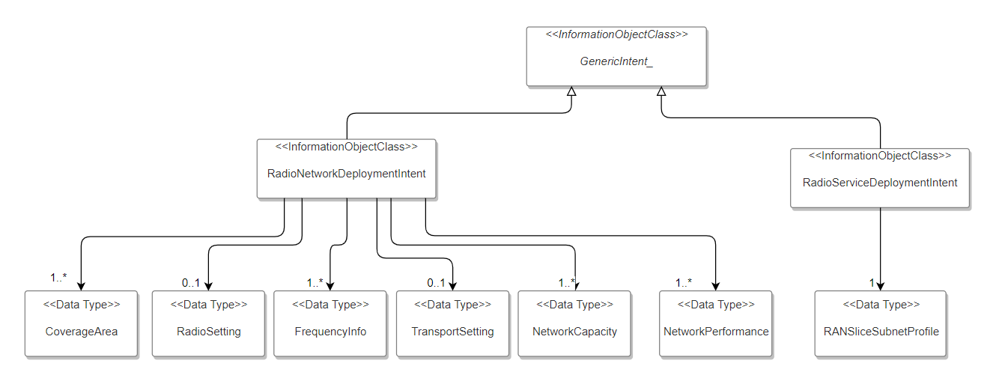 <<InformationObjectClass>>
GenericIntent_
<<InformationObjectClass>>
RadioNetworkDeploymentIntent
<<InformationObjectClass>>
RadioServiceDeploymentIntent
1..*
0..1
1..*
0..1
1..*
1..*
1
<<Data Type>>
CoverageArea
<<Data Type>>
RadioSetting
<<Data Type>>
FrequencyInfo
<<Data Type>>
TransportSetting
<<Data Type>>
NetworkCapacity
<<Data Type>>
NetworkPerformance
<<Data Type>>
RANSliceSubnetProfile